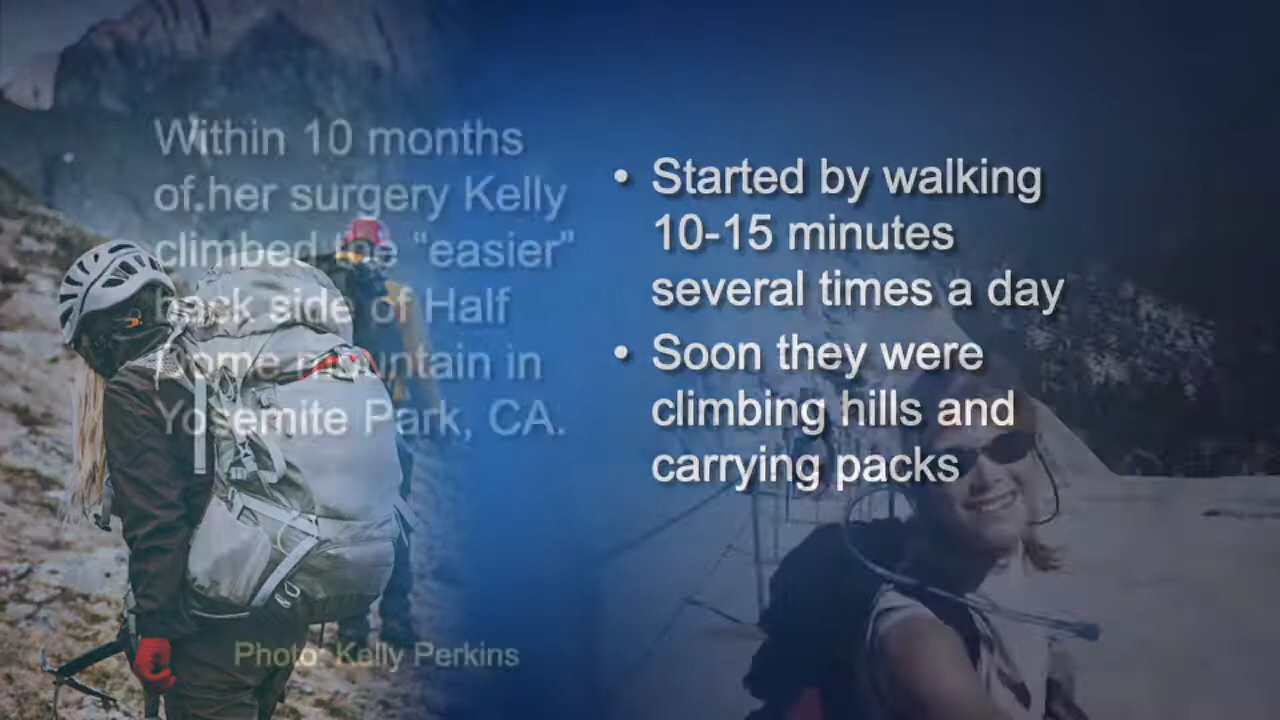 Within 10 months
of her surgery Kelly
climbed the “easier”
back side of Half
Dome mountain in
Yosemite Park, CA.
• Started by walking
10-15 minutes
several times a day
• Soon they were
climbing hills and
carrying packs
Photo: Kelly Perkins